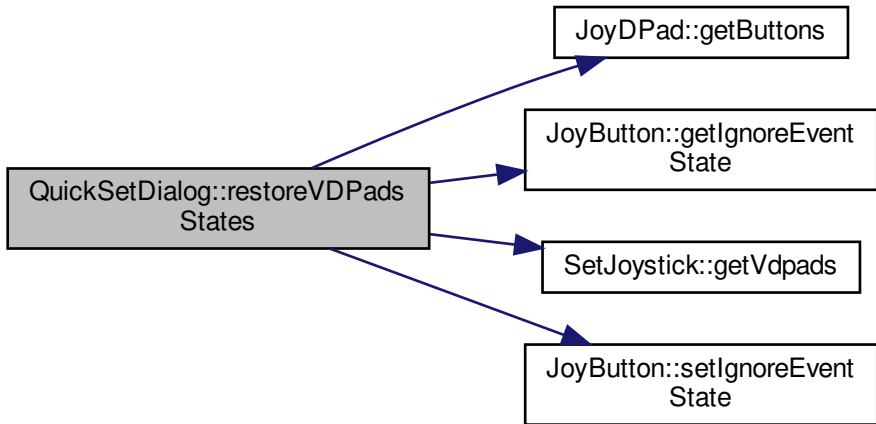 JoyDPad::getButtons
JoyButton::getIgnoreEvent
State
QuickSetDialog::restoreVDPads
States
SetJoystick::getVdpads
JoyButton::setIgnoreEvent
State